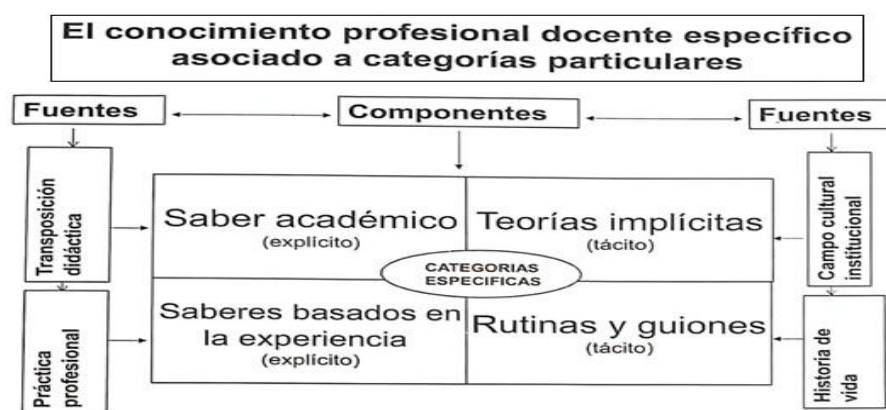 El conocimiento profesional docente específico
asociado a categorías particulares
Fuentes
Componentes
Fuentes
Transposición
didáctica
Práctica
profesional
Saber académico
(explícito)
Teorías implícitas
(tácito)
CATEGORIAS
ESPECIFICAS
Saberes basados en
la experiencia
(explícito)
Rutinas y guiones
(tácito)
Campo cultural
institucional
Historia de
vida